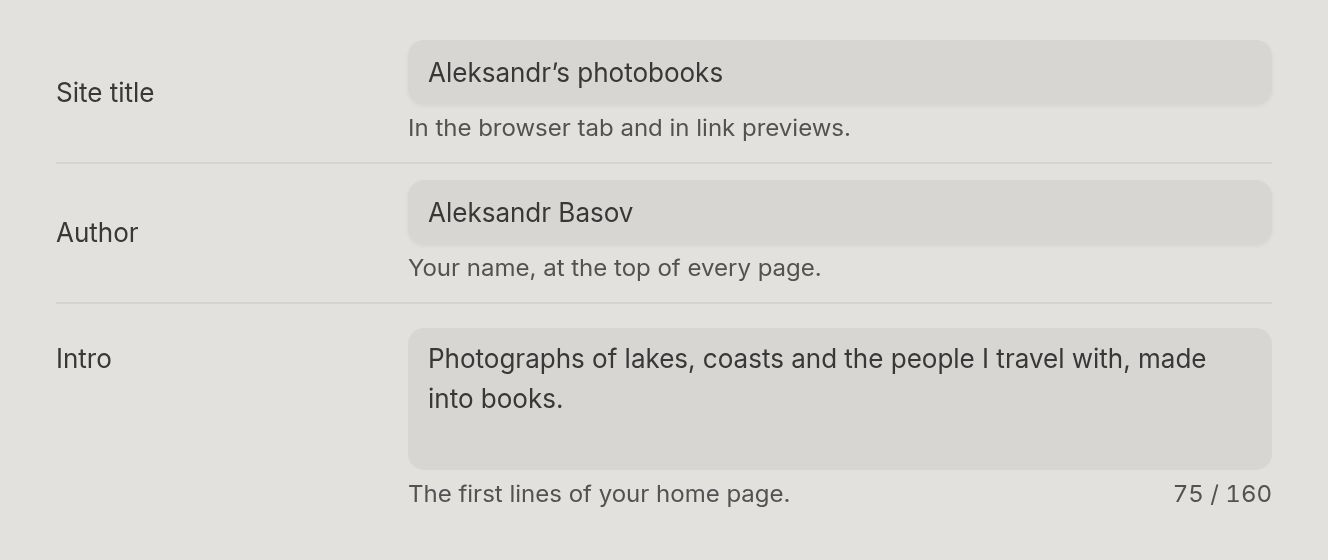 Site title
Aleksandr’s photobooks
In the browser tab and in link previews.
Author
Aleksandr Basov
Your name, at the top of every page.
Intro
Photographs of lakes, coasts and the people I travel with, made
into books.
The first lines of your home page.
75 / 160